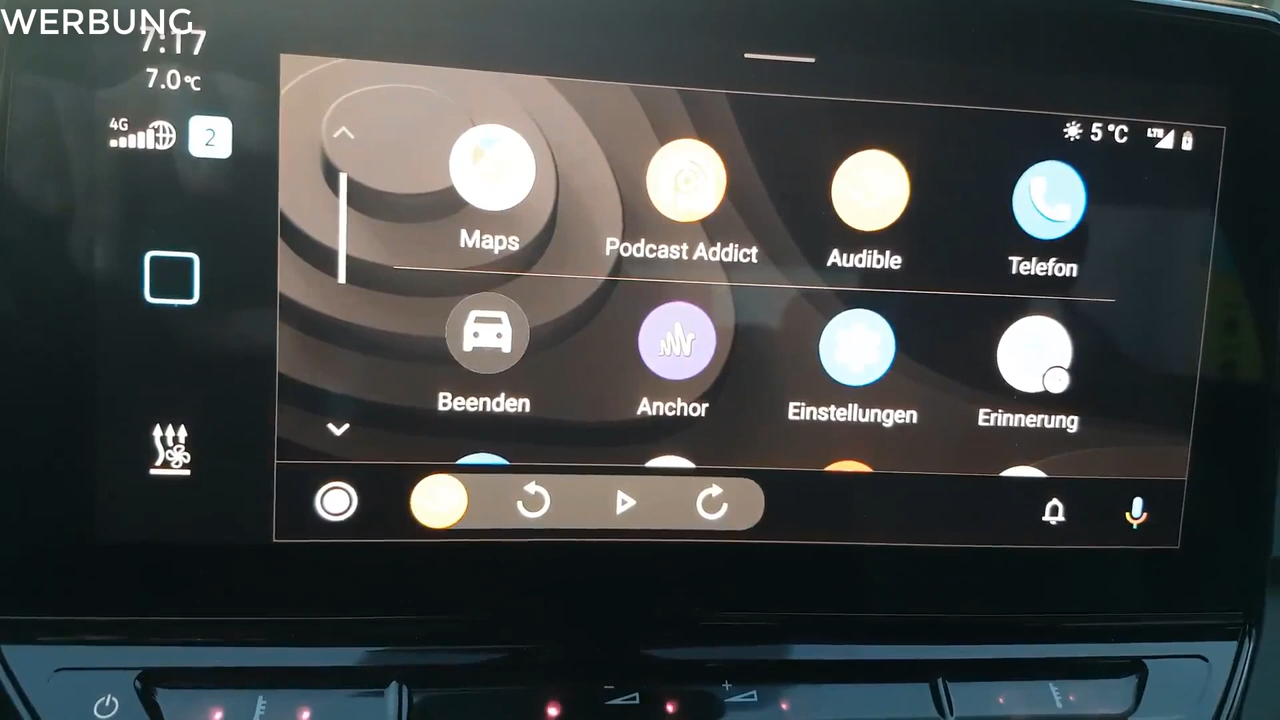 WERBUNG
7:17
7.0°C
4G
2
5 °C
LTE
Maps
Podcast Addict
Audible
Telefon
Beenden
Anchor
Einstellungen
Erinnerung